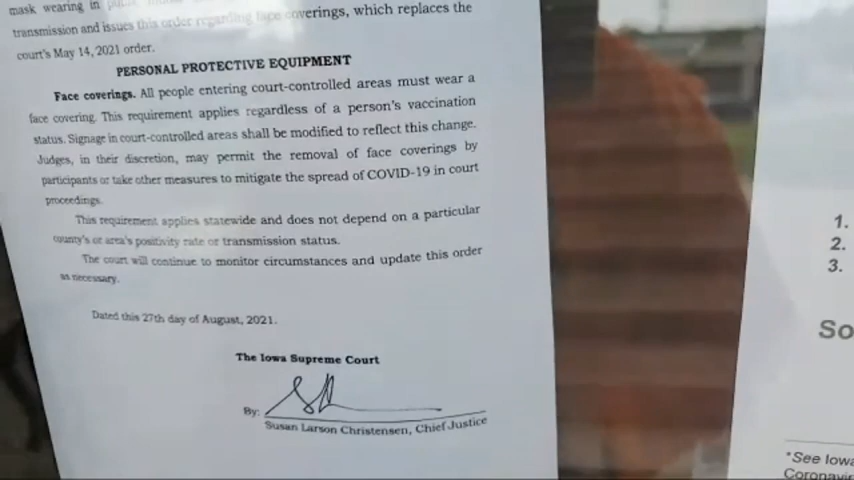 mask wearing in
transmission and issues this order regarding face coverings, which replaces the
court's May 14, 2021 order.
PERSONAL PROTECTIVE EQUIPMENT
Face coverings. All people entering court-controlled areas must wear a
face covering. This requirement applies regardless of a person's vaccination
status. Signage in court-controlled areas shall be modified to reflect this change.
Judges, in their discretion, may permit the removal of face coverings by
participants or take other measures to mitigate the spread of COVID-19 in court
proceedings.
This requirement applies statewide and does not depend on a particular
county's or area's positivity rate or transmission status.
The court will continue to monitor circumstances and update this order
as necessary.
Dated this 27th day of August, 2021.
The Iowa Supreme Court
By:
Susan Larson Christensen, Chief Justice
1.
2.
3.
So
*See Iowa
Coronavir